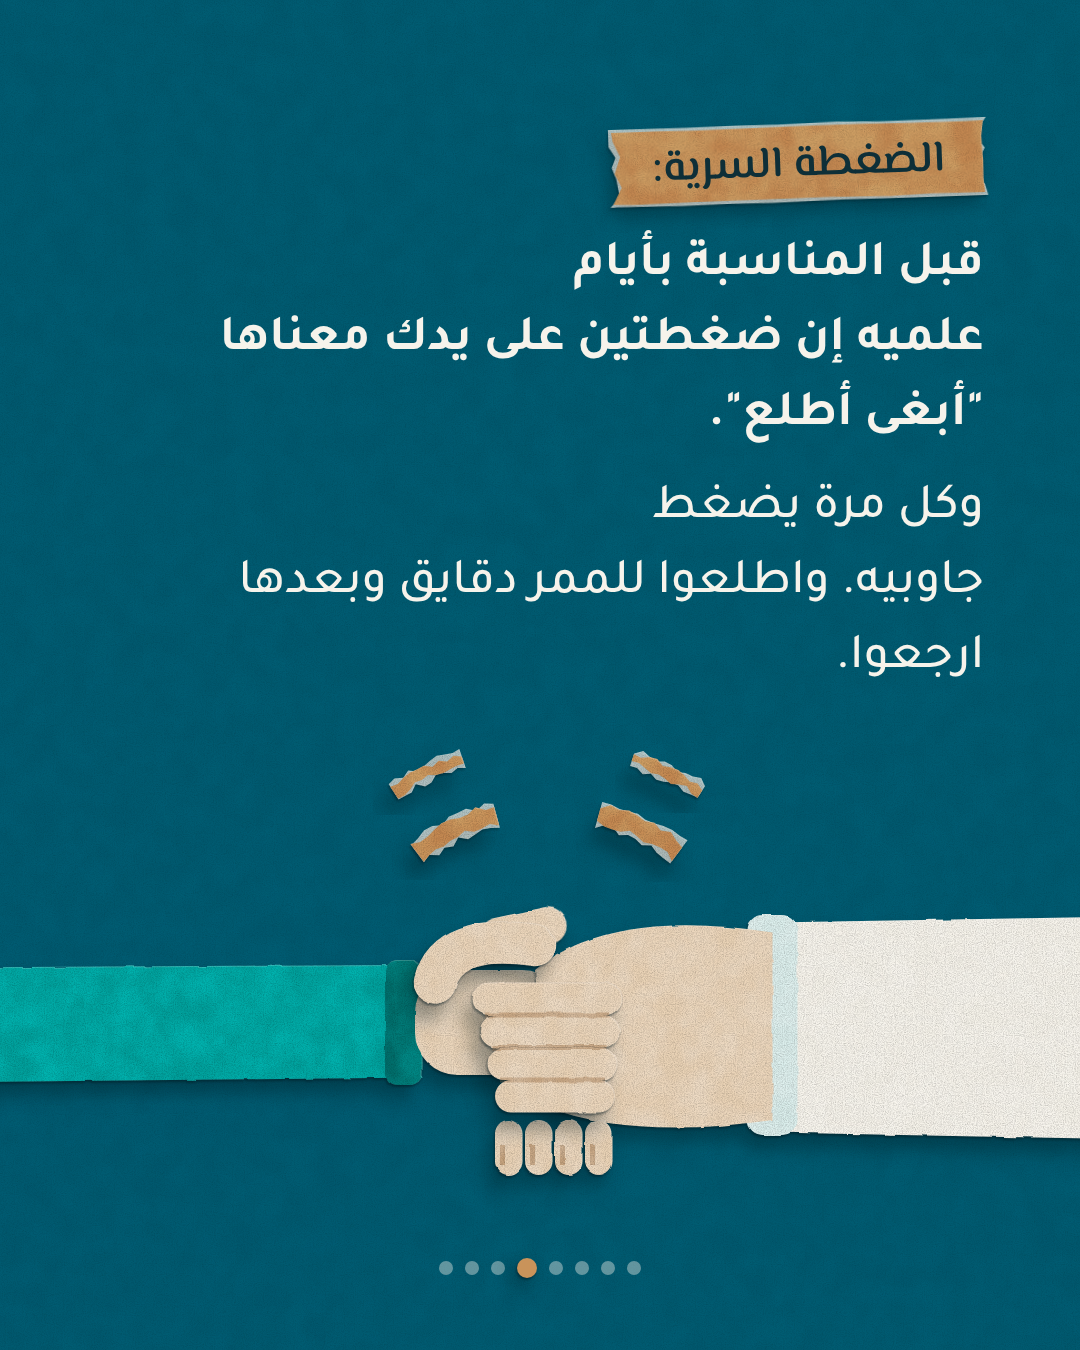 الضغطة السرية:
قبل المناسبة بأيام
علميه إن ضغطتين على يدك معناها
"أبغى أطلع".
وكل مرة يضغط
جاوبيه. واطلعوا للممر دقايق وبعدها
ارجعوا.